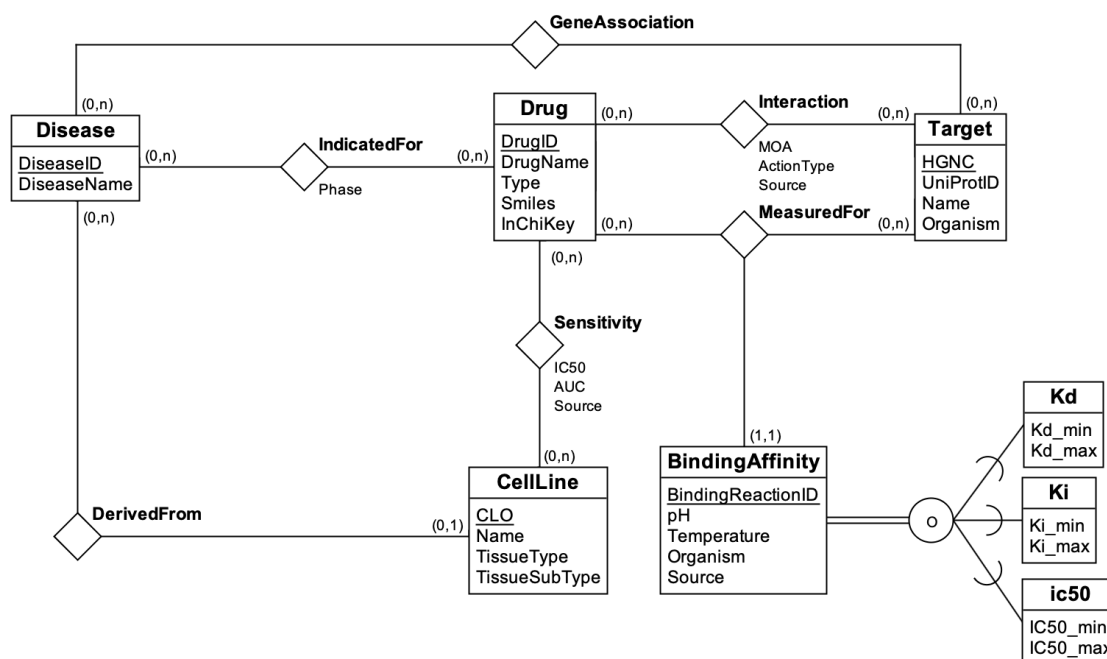 GeneAssociation
(0,n)
(0,n)
Disease
DiseaseID
DiseaseName
(0,n)
(0,n)
IndicatedFor
Phase
(0,n)
Drug
DrugID
DrugName
Type
Smiles
InChiKey
(0,n)
(0,n)
(0,n)
Interaction
MOA
ActionType
Source
(0,n)
MeasuredFor
(0,n)
Target
HGNC
UniProtID
Name
Organism
Sensitivity
IC50
AUC
Source
(0,n)
DerivedFrom
(0,1)
CellLine
CLO
Name
TissueType
TissueSubType
(1,1)
BindingAffinity
BindingReactionID
pH
Temperature
Organism
Source
o
Kd
Kd_min
Kd_max
Ki
Ki_min
Ki_max
ic50
IC50_min
IC50_max